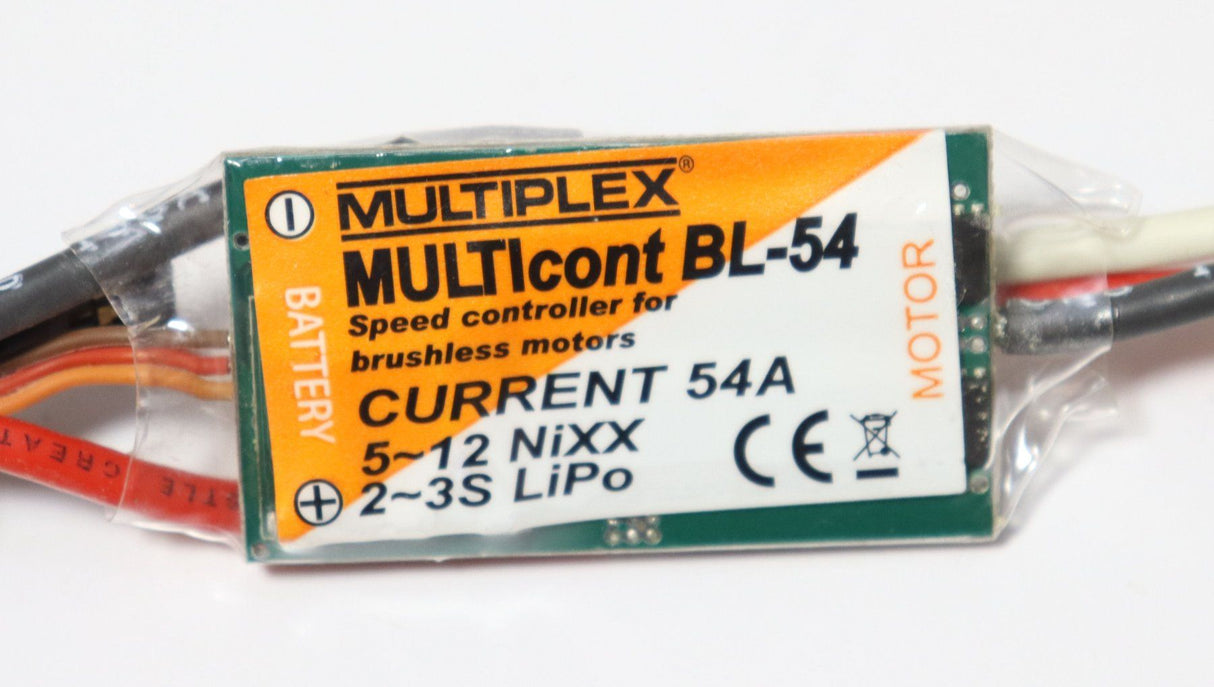 MULTIPLEX®
MULTIcont BL-54
Speed controller for
brushless motors
CURRENT 54A
5~12 NiXX
2~3S LiPo
BATTERY
MOTOR
CE
GREAT